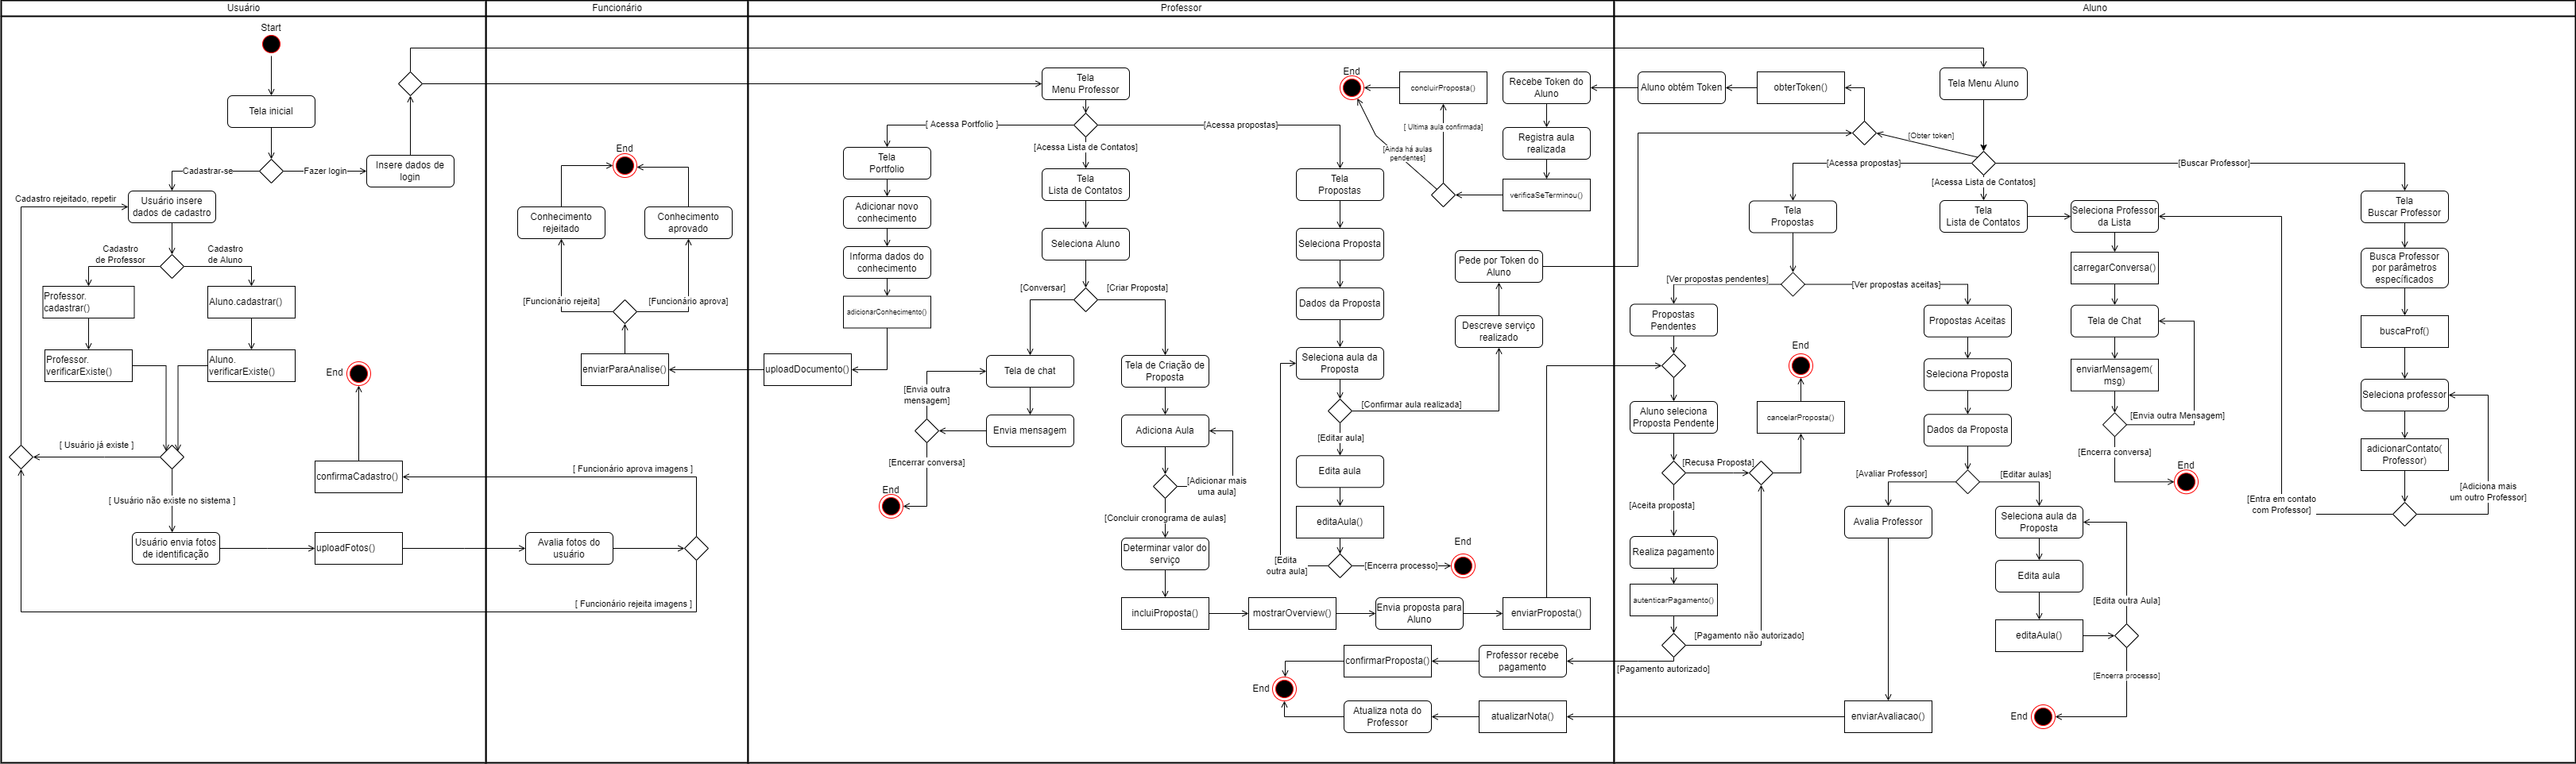 Usuário
Funcionário
Professor
Aluno
Start
Tela inicial
Cadastrar-se
Fazer login
Insere dados de
login
Cadastro rejeitado, repetir
Usuário insere
dados de cadastro
Cadastro
de Professor
Cadastro
de Aluno
Professor.
cadastrar()
Aluno.cadastrar()
Professor.
verificarExiste()
Aluno.
verificarExiste()
[ Usuário já existe ]
[ Usuário não existe no sistema ]
End
confirmaCadastro()
Usuário envia fotos
de identificação
uploadFotos()
End
Conhecimento
rejeitado
Conhecimento
aprovado
[Funcionário rejeita]
[Funcionário aprova]
enviarParaAnalise()
[ Funcionário aprova imagens ]
Avalia fotos do
usuário
[ Funcionário rejeita imagens ]
Tela
Menu Professor
[ Acessa Portfolio ]
[Acessa propostas]
[Acessa Lista de Contatos]
Tela
Portfolio
Adicionar novo
conhecimento
Informa dados do
conhecimento
adicionarConhecimento()
uploadDocumento()
Tela
Lista de Contatos
Seleciona Aluno
[Conversar]
[Criar Proposta]
Tela de chat
[Envia outra
mensagem]
Envia mensagem
[Encerrar conversa]
End
Tela de Criação de
Proposta
Adiciona Aula
[Adicionar mais
uma aula]
[Concluir cronograma de aulas]
Determinar valor do
serviço
incluiProposta()
mostrarOverview()
Envia proposta para
Aluno
enviarProposta()
Tela
Propostas
Seleciona Proposta
Dados da Proposta
Seleciona aula da
Proposta
[Confirmar aula realizada]
[Editar aula]
Edita aula
editaAula()
[Edita
outra aula]
[Encerra processo]
End
End
concluirProposta()
[ Ultima aula confirmada]
[Ainda há aulas
pendentes]
Recebe Token do
Aluno
Registra aula
realizada
verificaSeTerminou()
Pede por Token do
Aluno
Descreve serviço
realizado
confirmarProposta()
Professor recebe
pagamento
End
Atualiza nota do
Professor
atualizarNota()
Aluno obtèm Token
obterToken()
Tela Menu Aluno
[Obter token]
[Acessa propostas]
[Buscar Professor]
[Acessa Lista de Contatos]
Tela
Propostas
[Ver propostas pendentes]
[Ver propostas aceitas]
Propostas
Pendentes
Aluno seleciona
Proposta Pendente
[Recusa Proposta]
[Aceita proposta]
Realiza pagamento
autenticarPagamento()
[Pagamento não autorizado]
[Pagamento autorizado]
End
cancelarProposta()
Propostas Aceitas
Seleciona Proposta
Dados da Proposta
[Avaliar Professor]
[Editar aulas]
Avalia Professor
enviarAvaliacao()
Seleciona aula da
Proposta
Edita aula
editaAula()
[Edita outra Aula]
[Encerra processo]
End
Tela
Lista de Contatos
Seleciona Professor
da Lista
carregarConversa()
Tela de Chat
enviarMensagem(
msg)
[Envia outra Mensagem]
[Encerra conversa]
End
Tela
Buscar Professor
Busca Professor
por parâmetros
específicados
buscaProf()
Seleciona professor
adicionarContato(
Professor)
[Adiciona mais
um outro Professor]
[Entra em contato
com Professor]